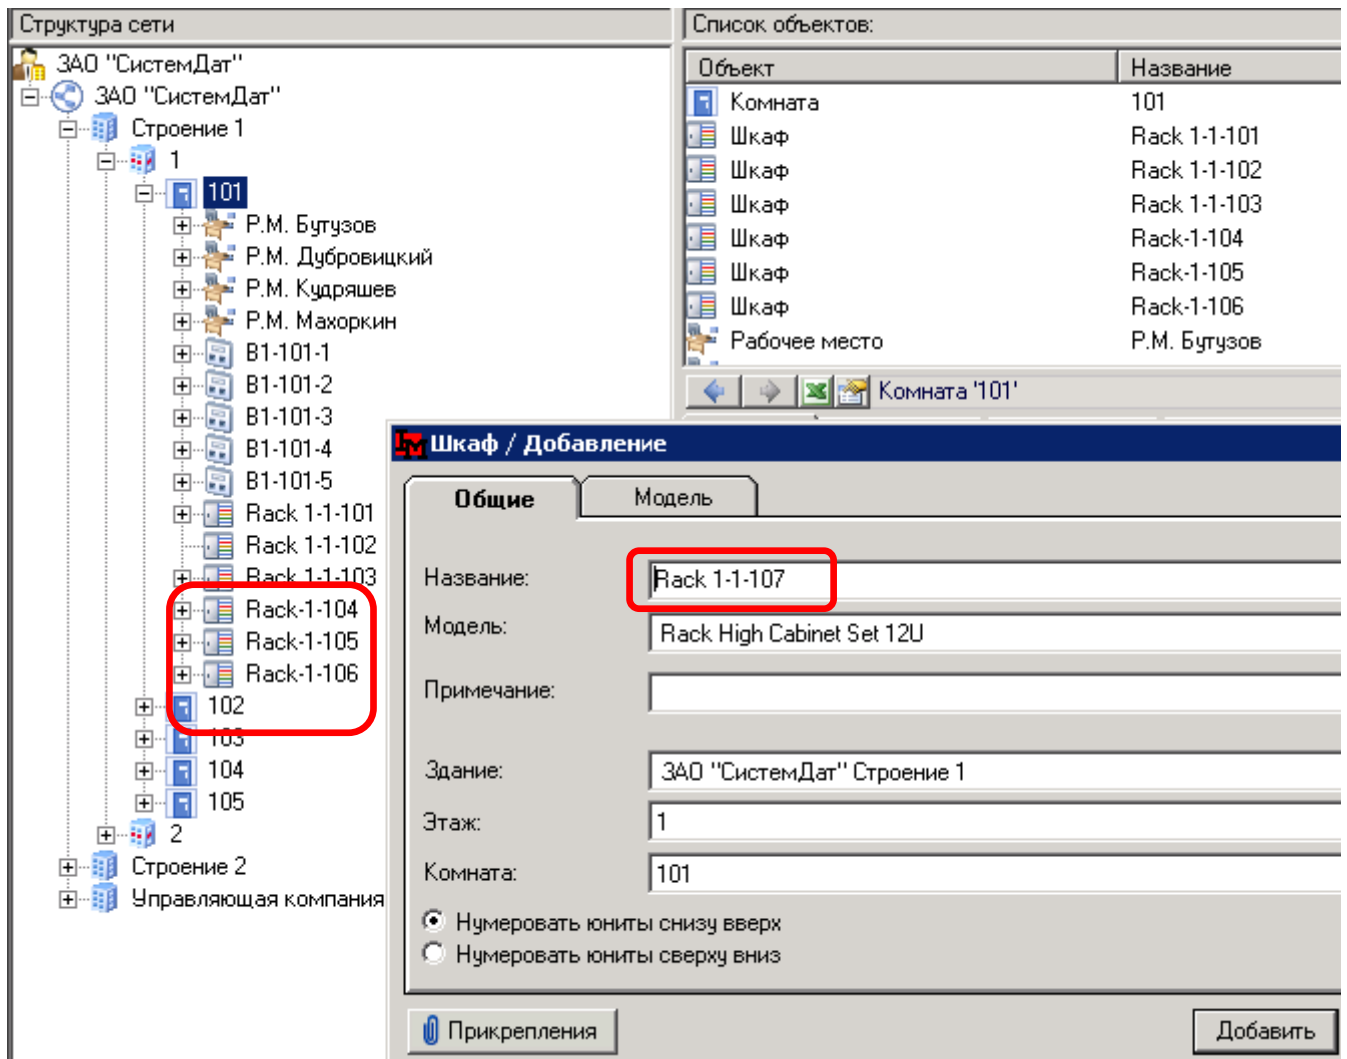 Структура сети
ЗАО "СистемДат"
ЗАО "СистемДат"
Строение 1
1
101
Р.М. Бутузов
Р.М. Дубровицкий
Р.М. Кудряшев
Р.М. Махоркин
В1-101-1
В1-101-2
В1-101-3
В1-101-4
В1-101-5
Rack 1-1-101
Rack 1-1-102
Rack 1-1-103
Rack-1-104
Rack-1-105
Rack-1-106
102
103
104
105
2
Строение 2
Управляющая компания
Список объектов:
Объект Название
Комната 101
Шкаф Rack 1-1-101
Шкаф Rack 1-1-102
Шкаф Rack 1-1-103
Шкаф Rack-1-104
Шкаф Rack-1-105
Шкаф Rack-1-106
Рабочее место Р.М. Бутузов
Комната '101'
Шкаф / Добавление
Общие Модель
Название: Rack 1-1-107
Модель: Rack High Cabinet Set 12U
Примечание:
Здание: ЗАО "СистемДат" Строение 1
Этаж: 1
Комната: 101
Нумеровать юниты снизу вверх
Нумеровать юниты сверху вниз
Прикрепления Добавить